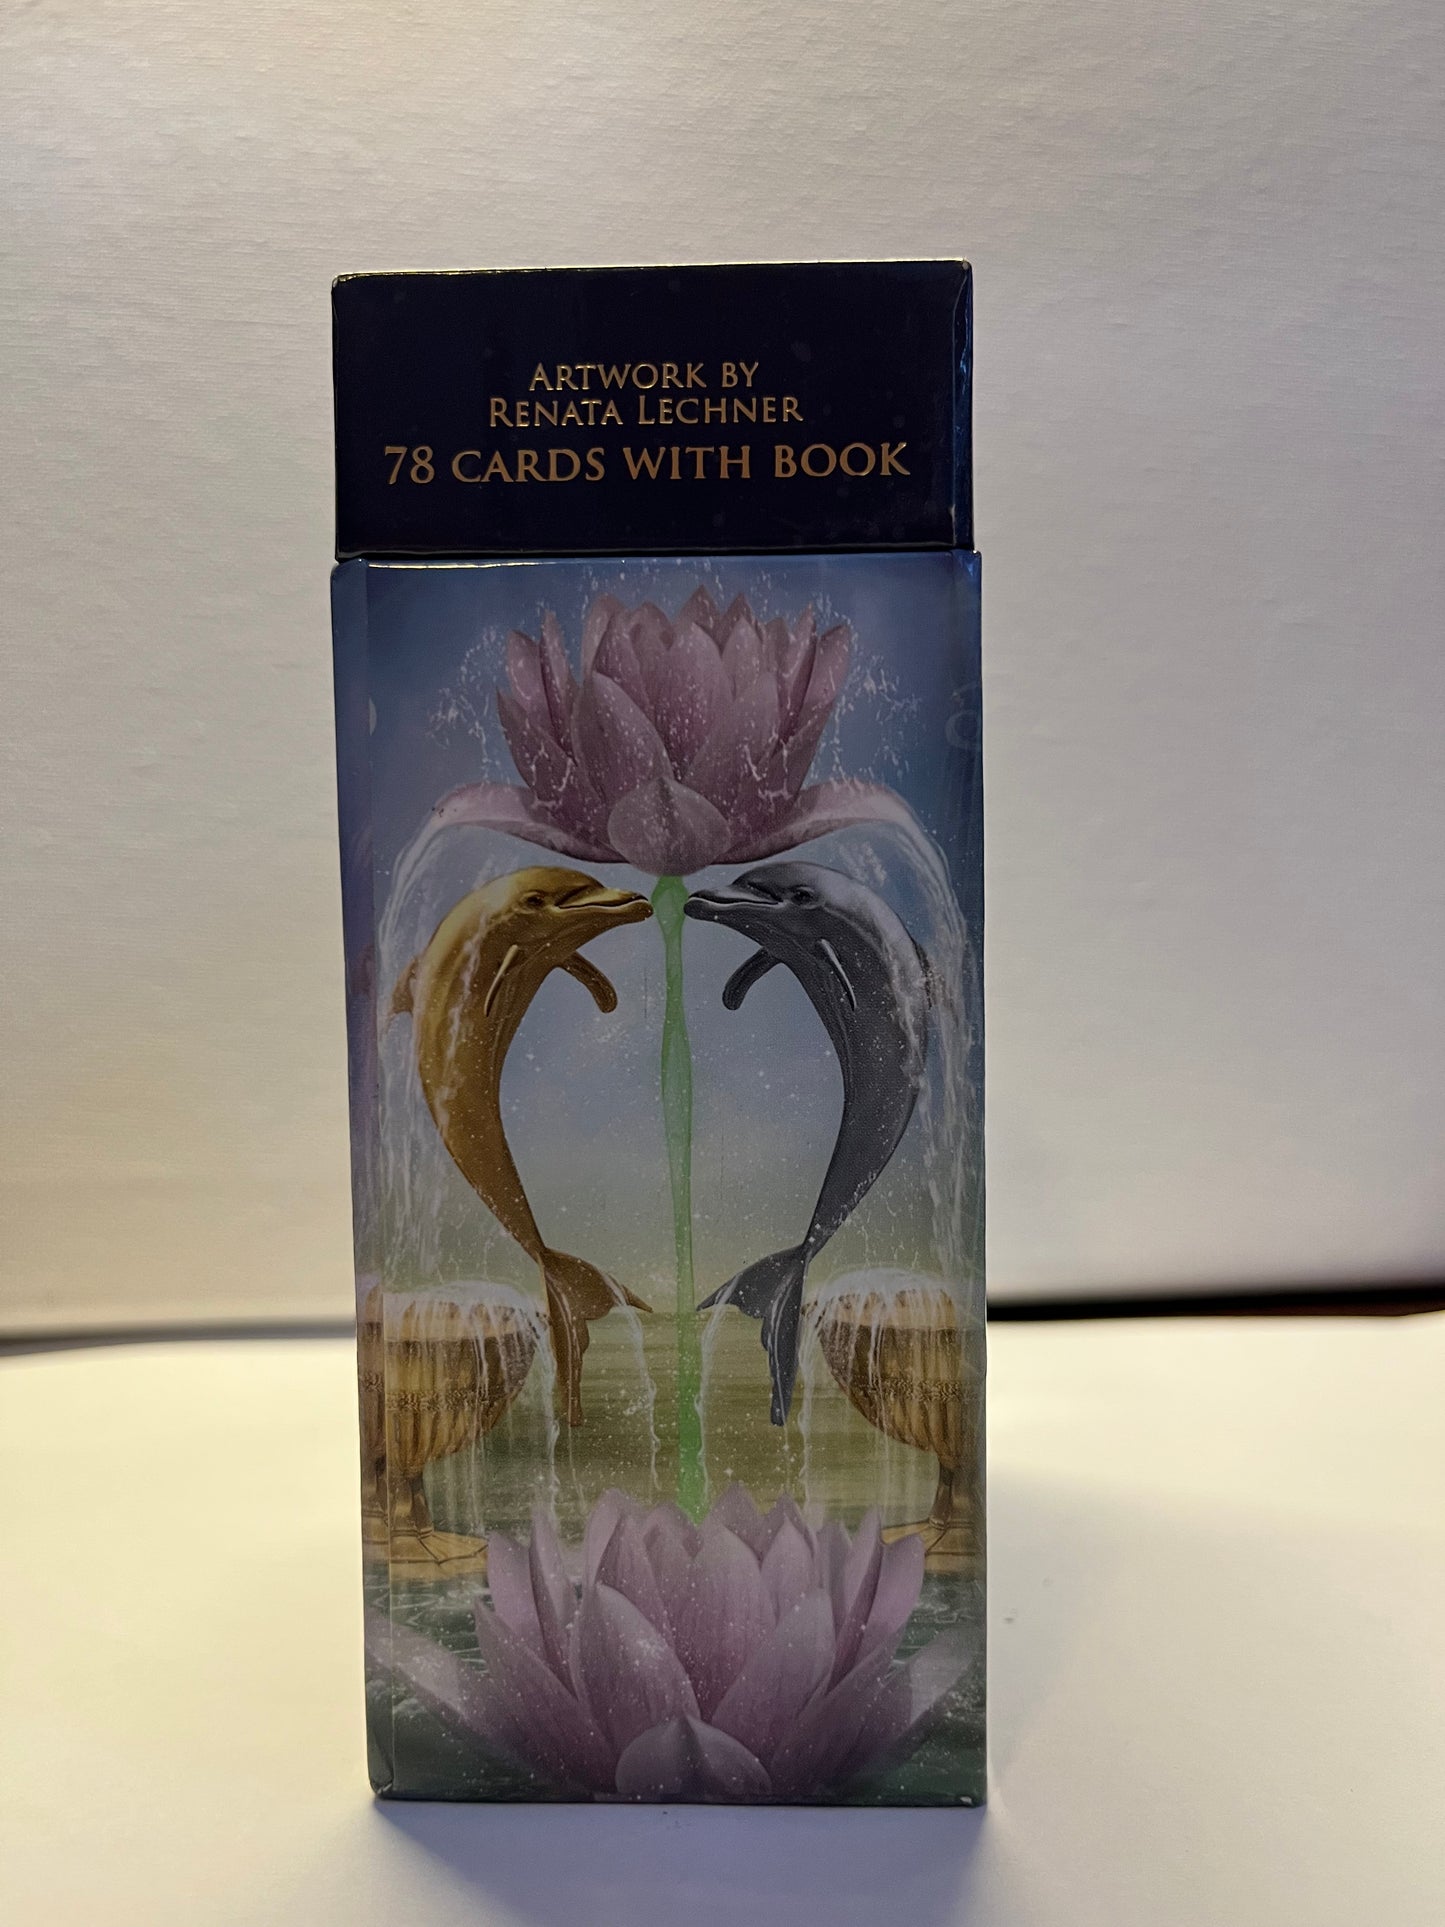 ARTWORK BY
RENATA LECHNER
78 CARDS WITH BOOK